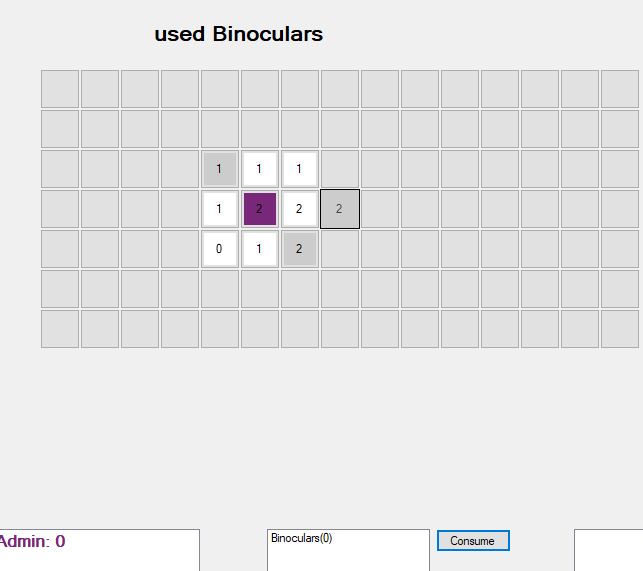 used Binoculars
1 1 1
1 2 2 2
0 1 2
Admin: 0
Binoculars(0)
Consume